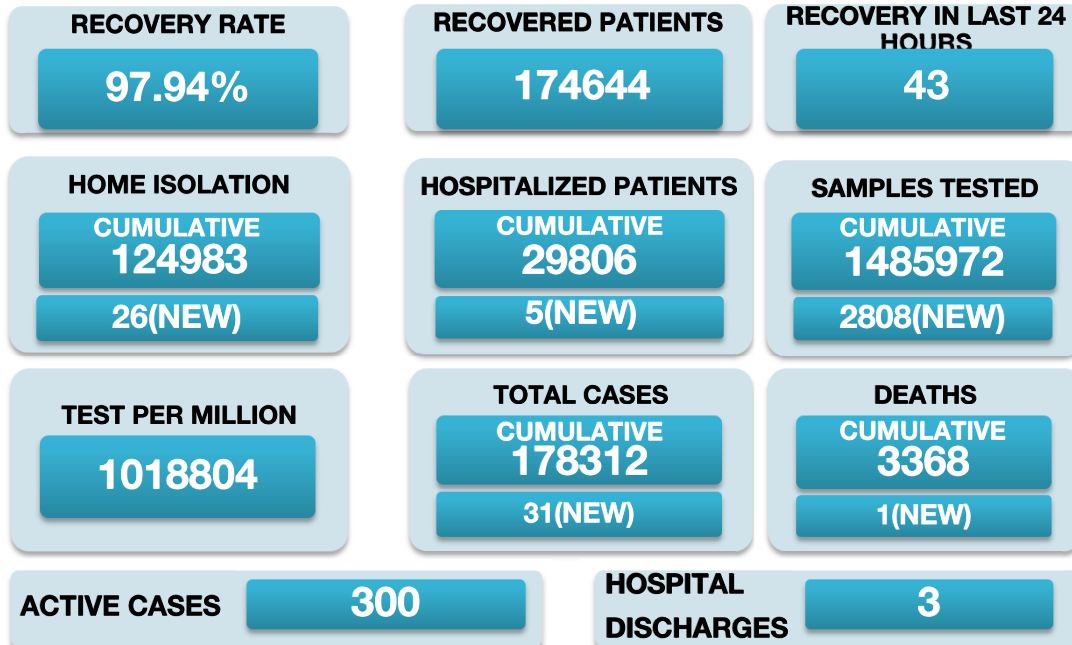 RECOVERY RATE
97.94%
RECOVERED PATIENTS
174644
RECOVERY IN LAST 24
HOURS
43
HOME ISOLATION
CUMULATIVE
124983
26(NEW)
HOSPITALIZED PATIENTS
CUMULATIVE
29806
5(NEW)
SAMPLES TESTED
CUMULATIVE
1485972
2808(NEW)
TEST PER MILLION
1018804
TOTAL CASES
CUMULATIVE
178312
31(NEW)
DEATHS
CUMULATIVE
3368
1(NEW)
ACTIVE CASES
300
HOSPITAL
DISCHARGES
3